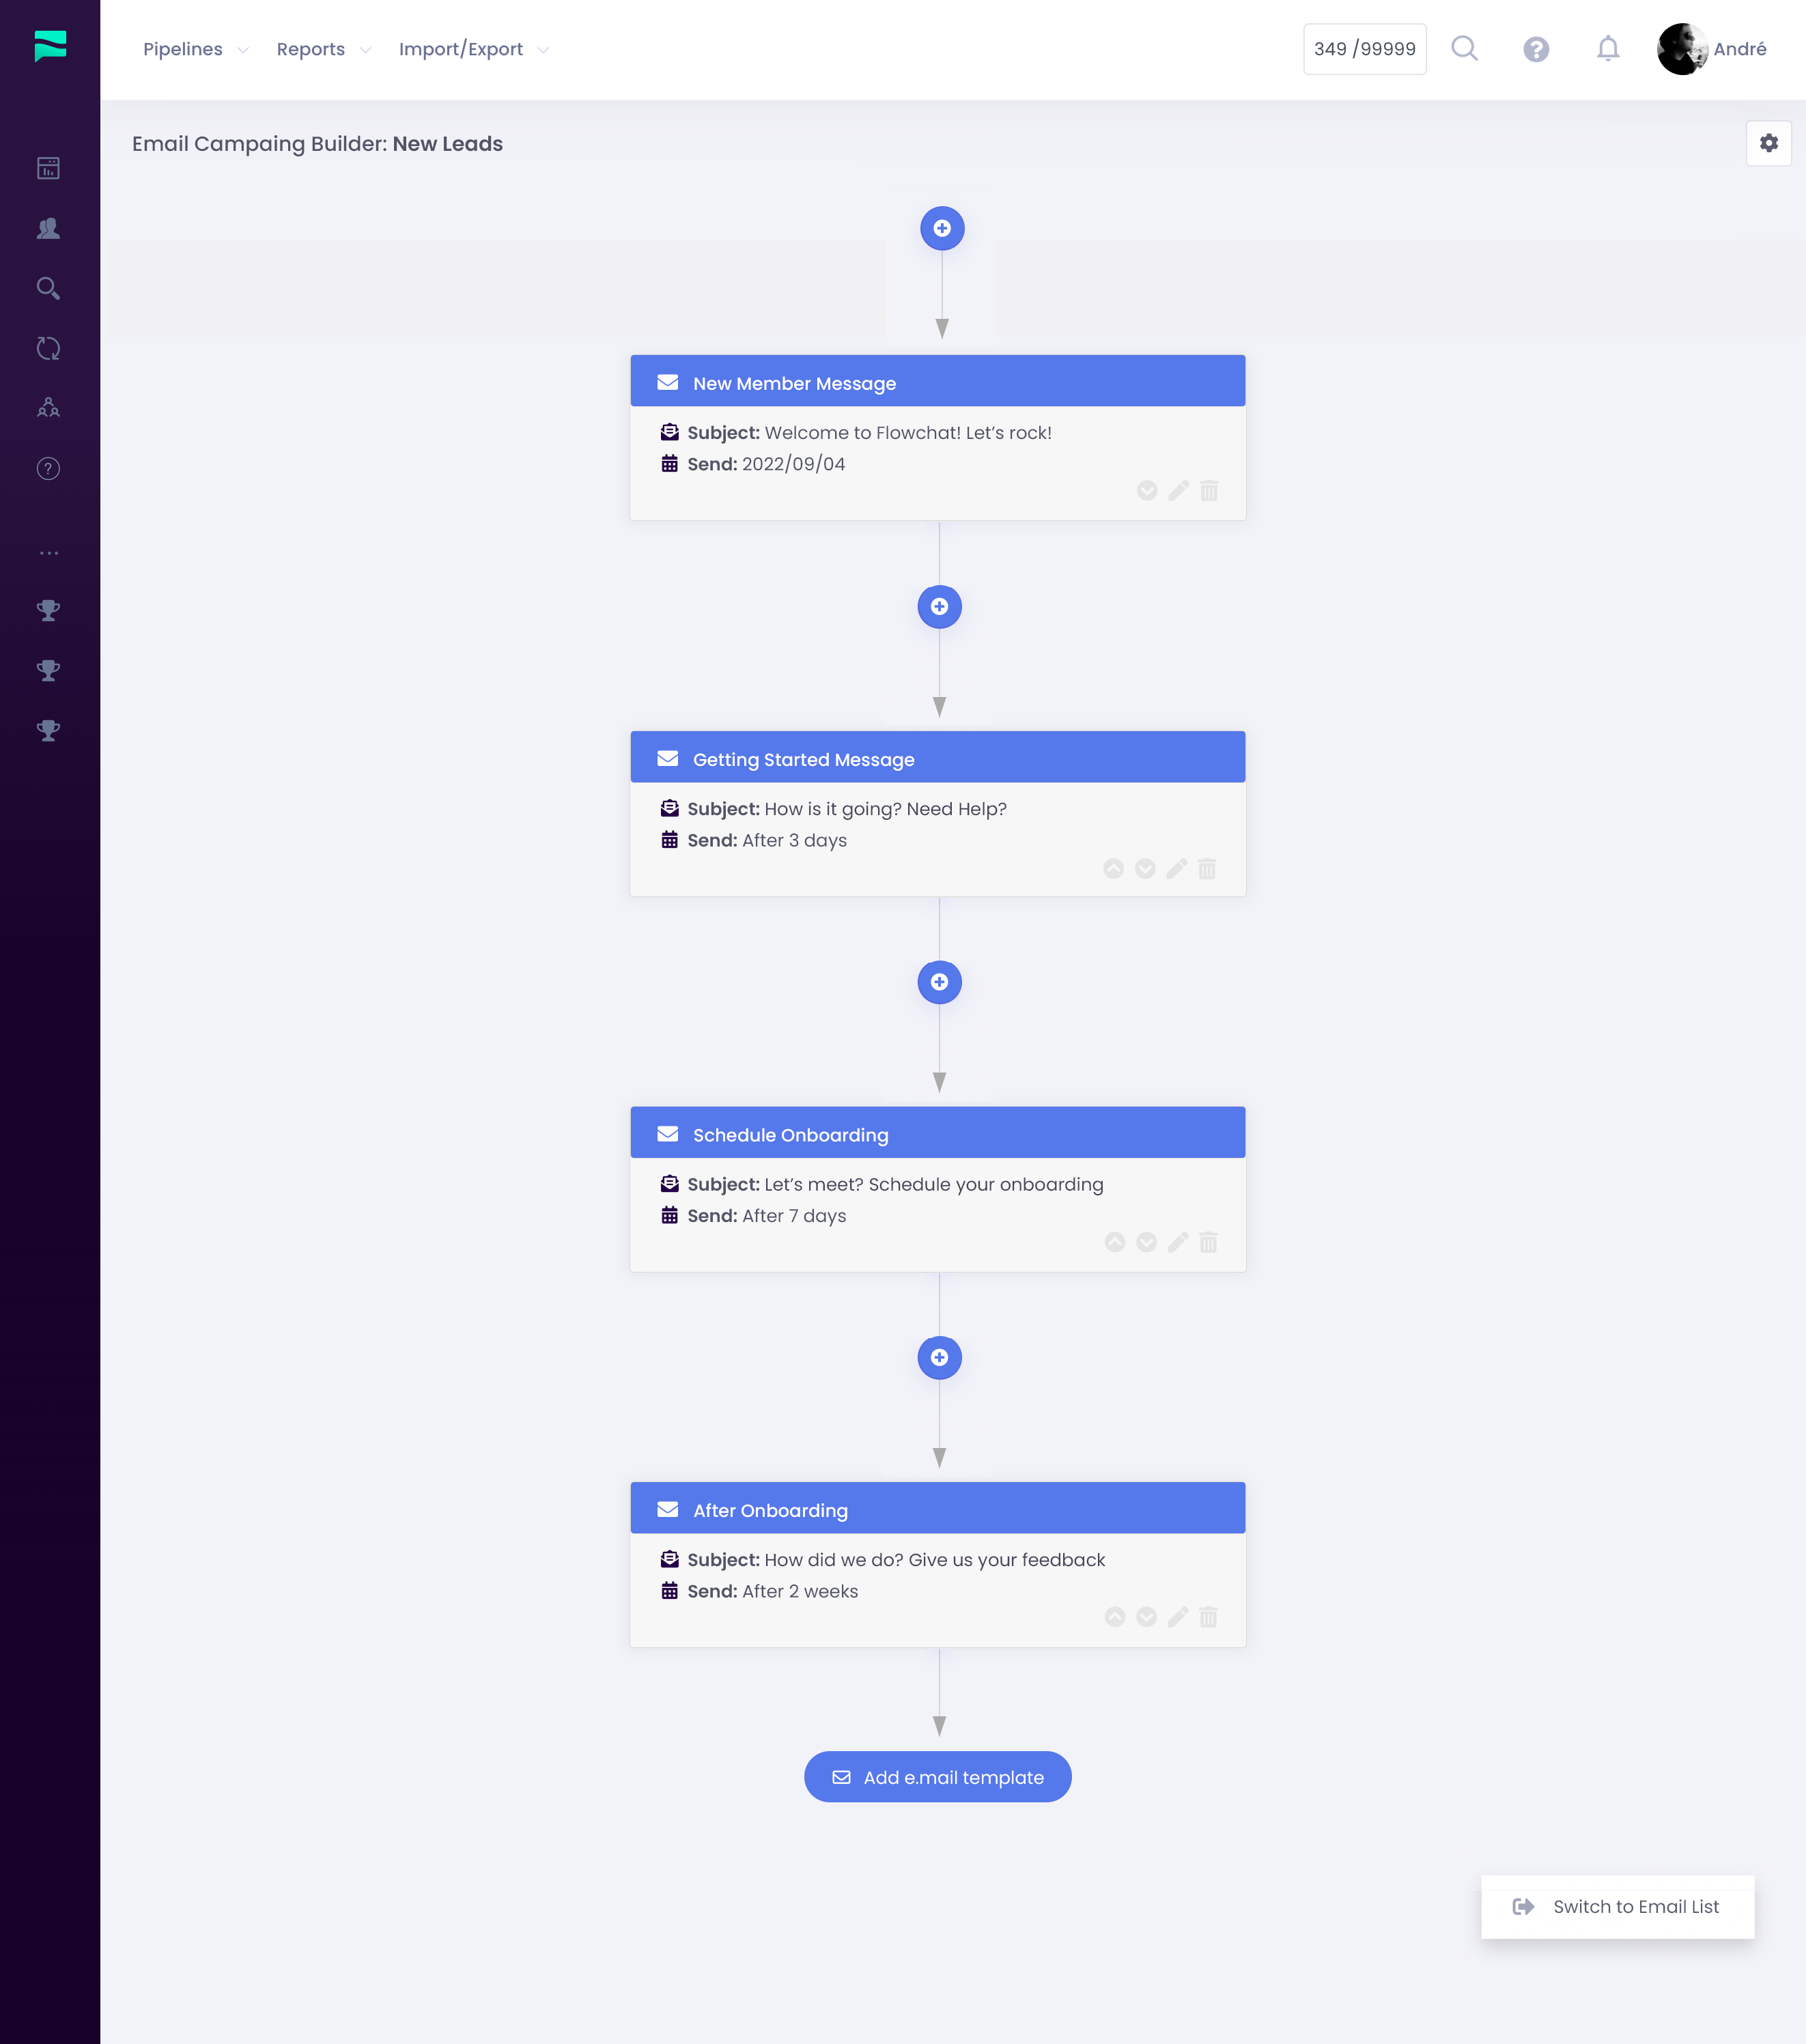 Pipelines Reports Import/Export 349 /99999 André
Email Campaing Builder: New Leads
New Member Message
Subject: Welcome to Flowchat! Let’s rock!
Send: 2022/09/04
Getting Started Message
Subject: How is it going? Need Help?
Send: After 3 days
Schedule Onboarding
Subject: Let’s meet? Schedule your onboarding
Send: After 7 days
After Onboarding
Subject: How did we do? Give us your feedback
Send: After 2 weeks
Add e.mail template
Switch to Email List